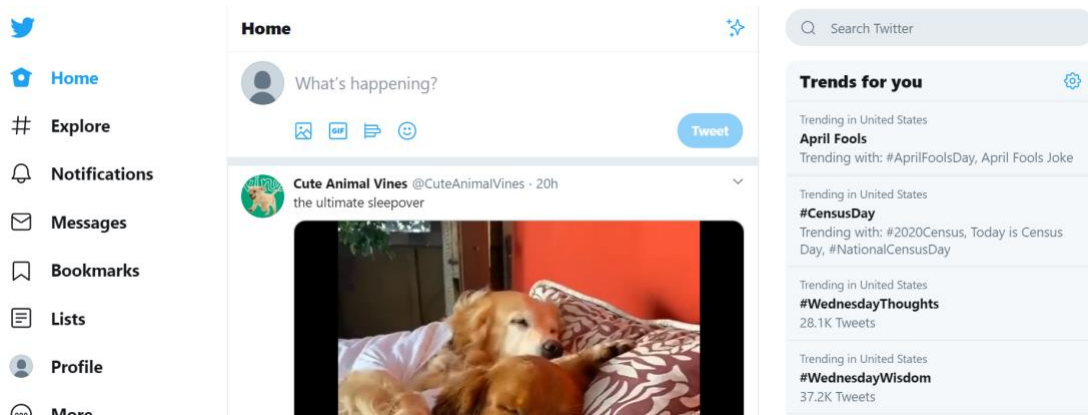 Home
Explore
Notifications
Messages
Bookmarks
Lists
Profile
More
Home
What's happening?
GIF
Tweet
Cute Animal Vines @CuteAnimalVines · 20h
the ultimate sleepover
Search Twitter
Trends for you
Trending in United States
April Fools
Trending with: #AprilFoolsDay, April Fools Joke
Trending in United States
#CensusDay
Trending with: #2020Census, Today is Census
Day, #NationalCensusDay
Trending in United States
#WednesdayThoughts
28.1K Tweets
Trending in United States
#WednesdayWisdom
37.2K Tweets